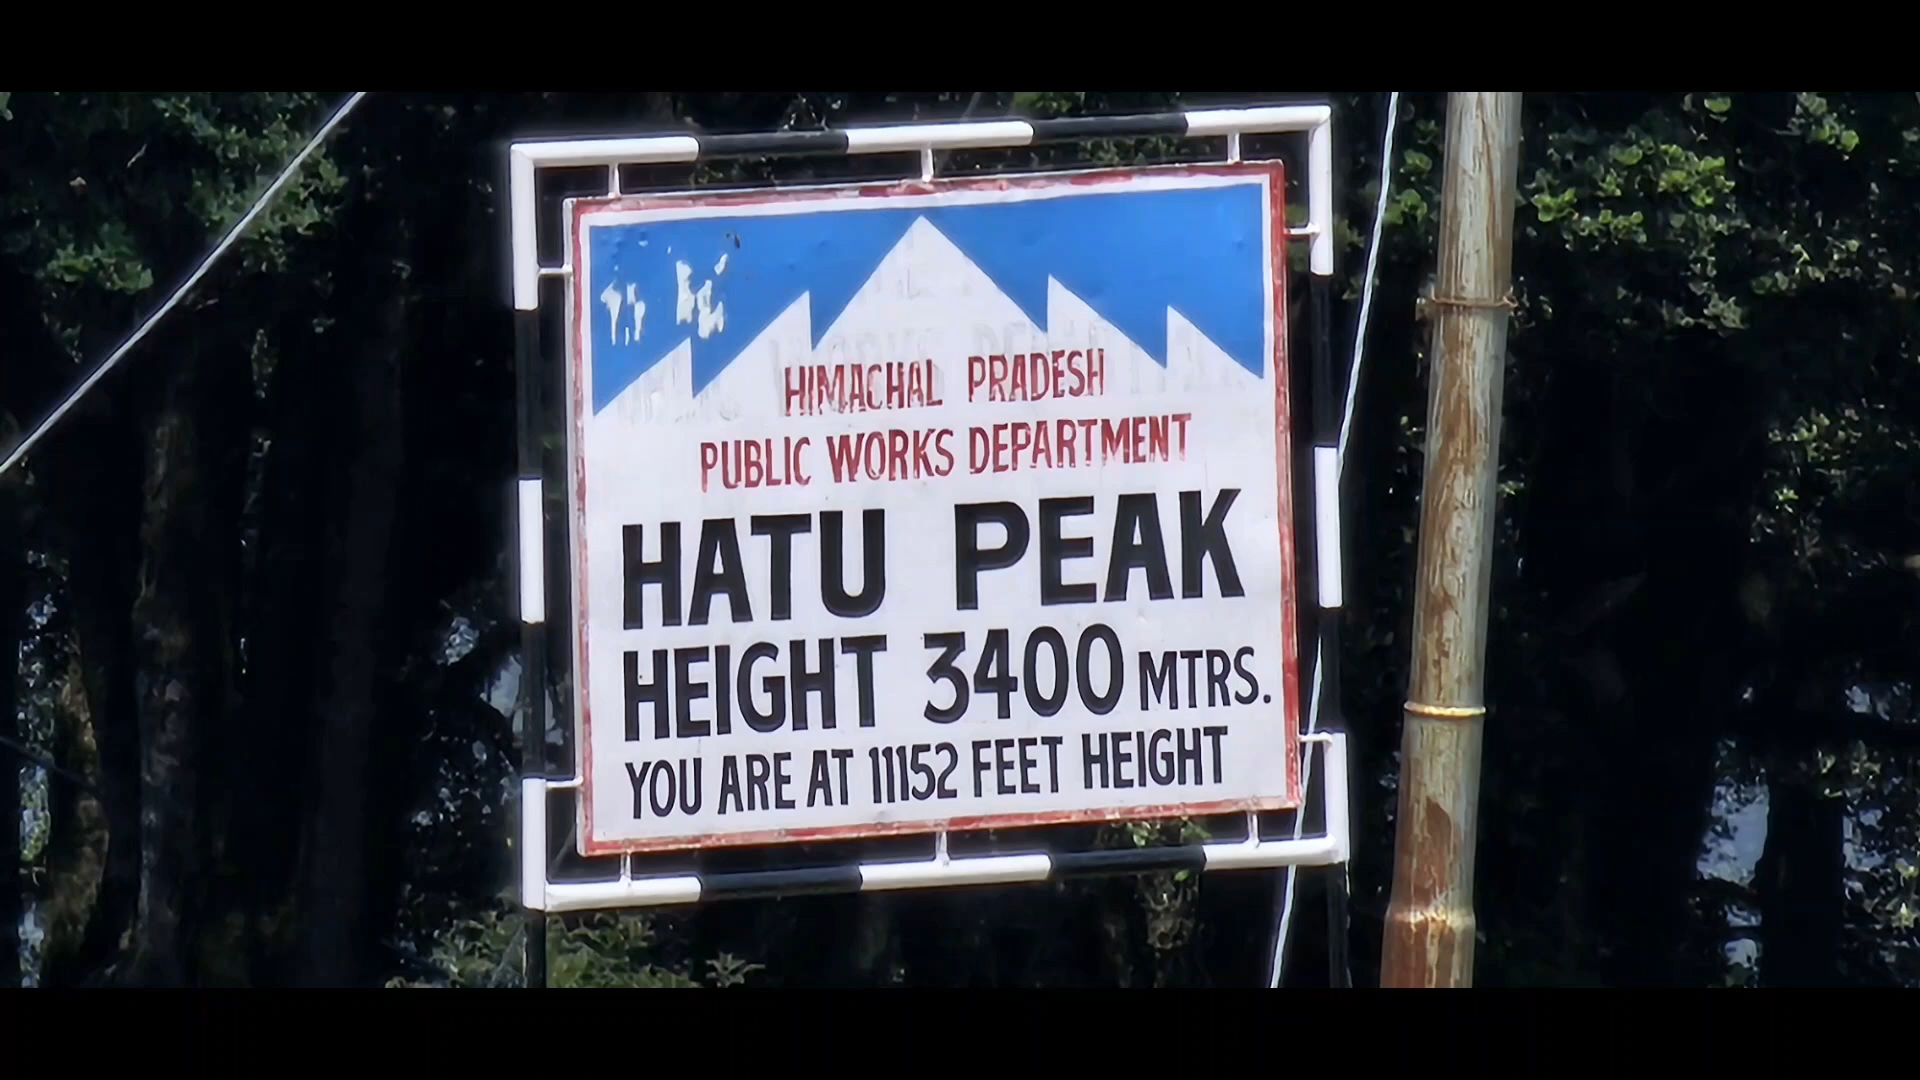 HIMACHAL PRADESH
PUBLIC WORKS DEPARTMENT
HATU PEAK
HEIGHT 3400 MTRS.
YOU ARE AT 11152 FEET HEIGHT